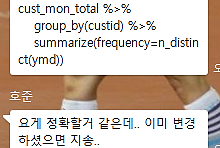 cust_mon_total %>%
group_by(custid) %>%
summarize(frequency=n_distin
ct(ymd))
호준
요게 정확할거 같은데.. 이미 변경
하셨으면 지송..